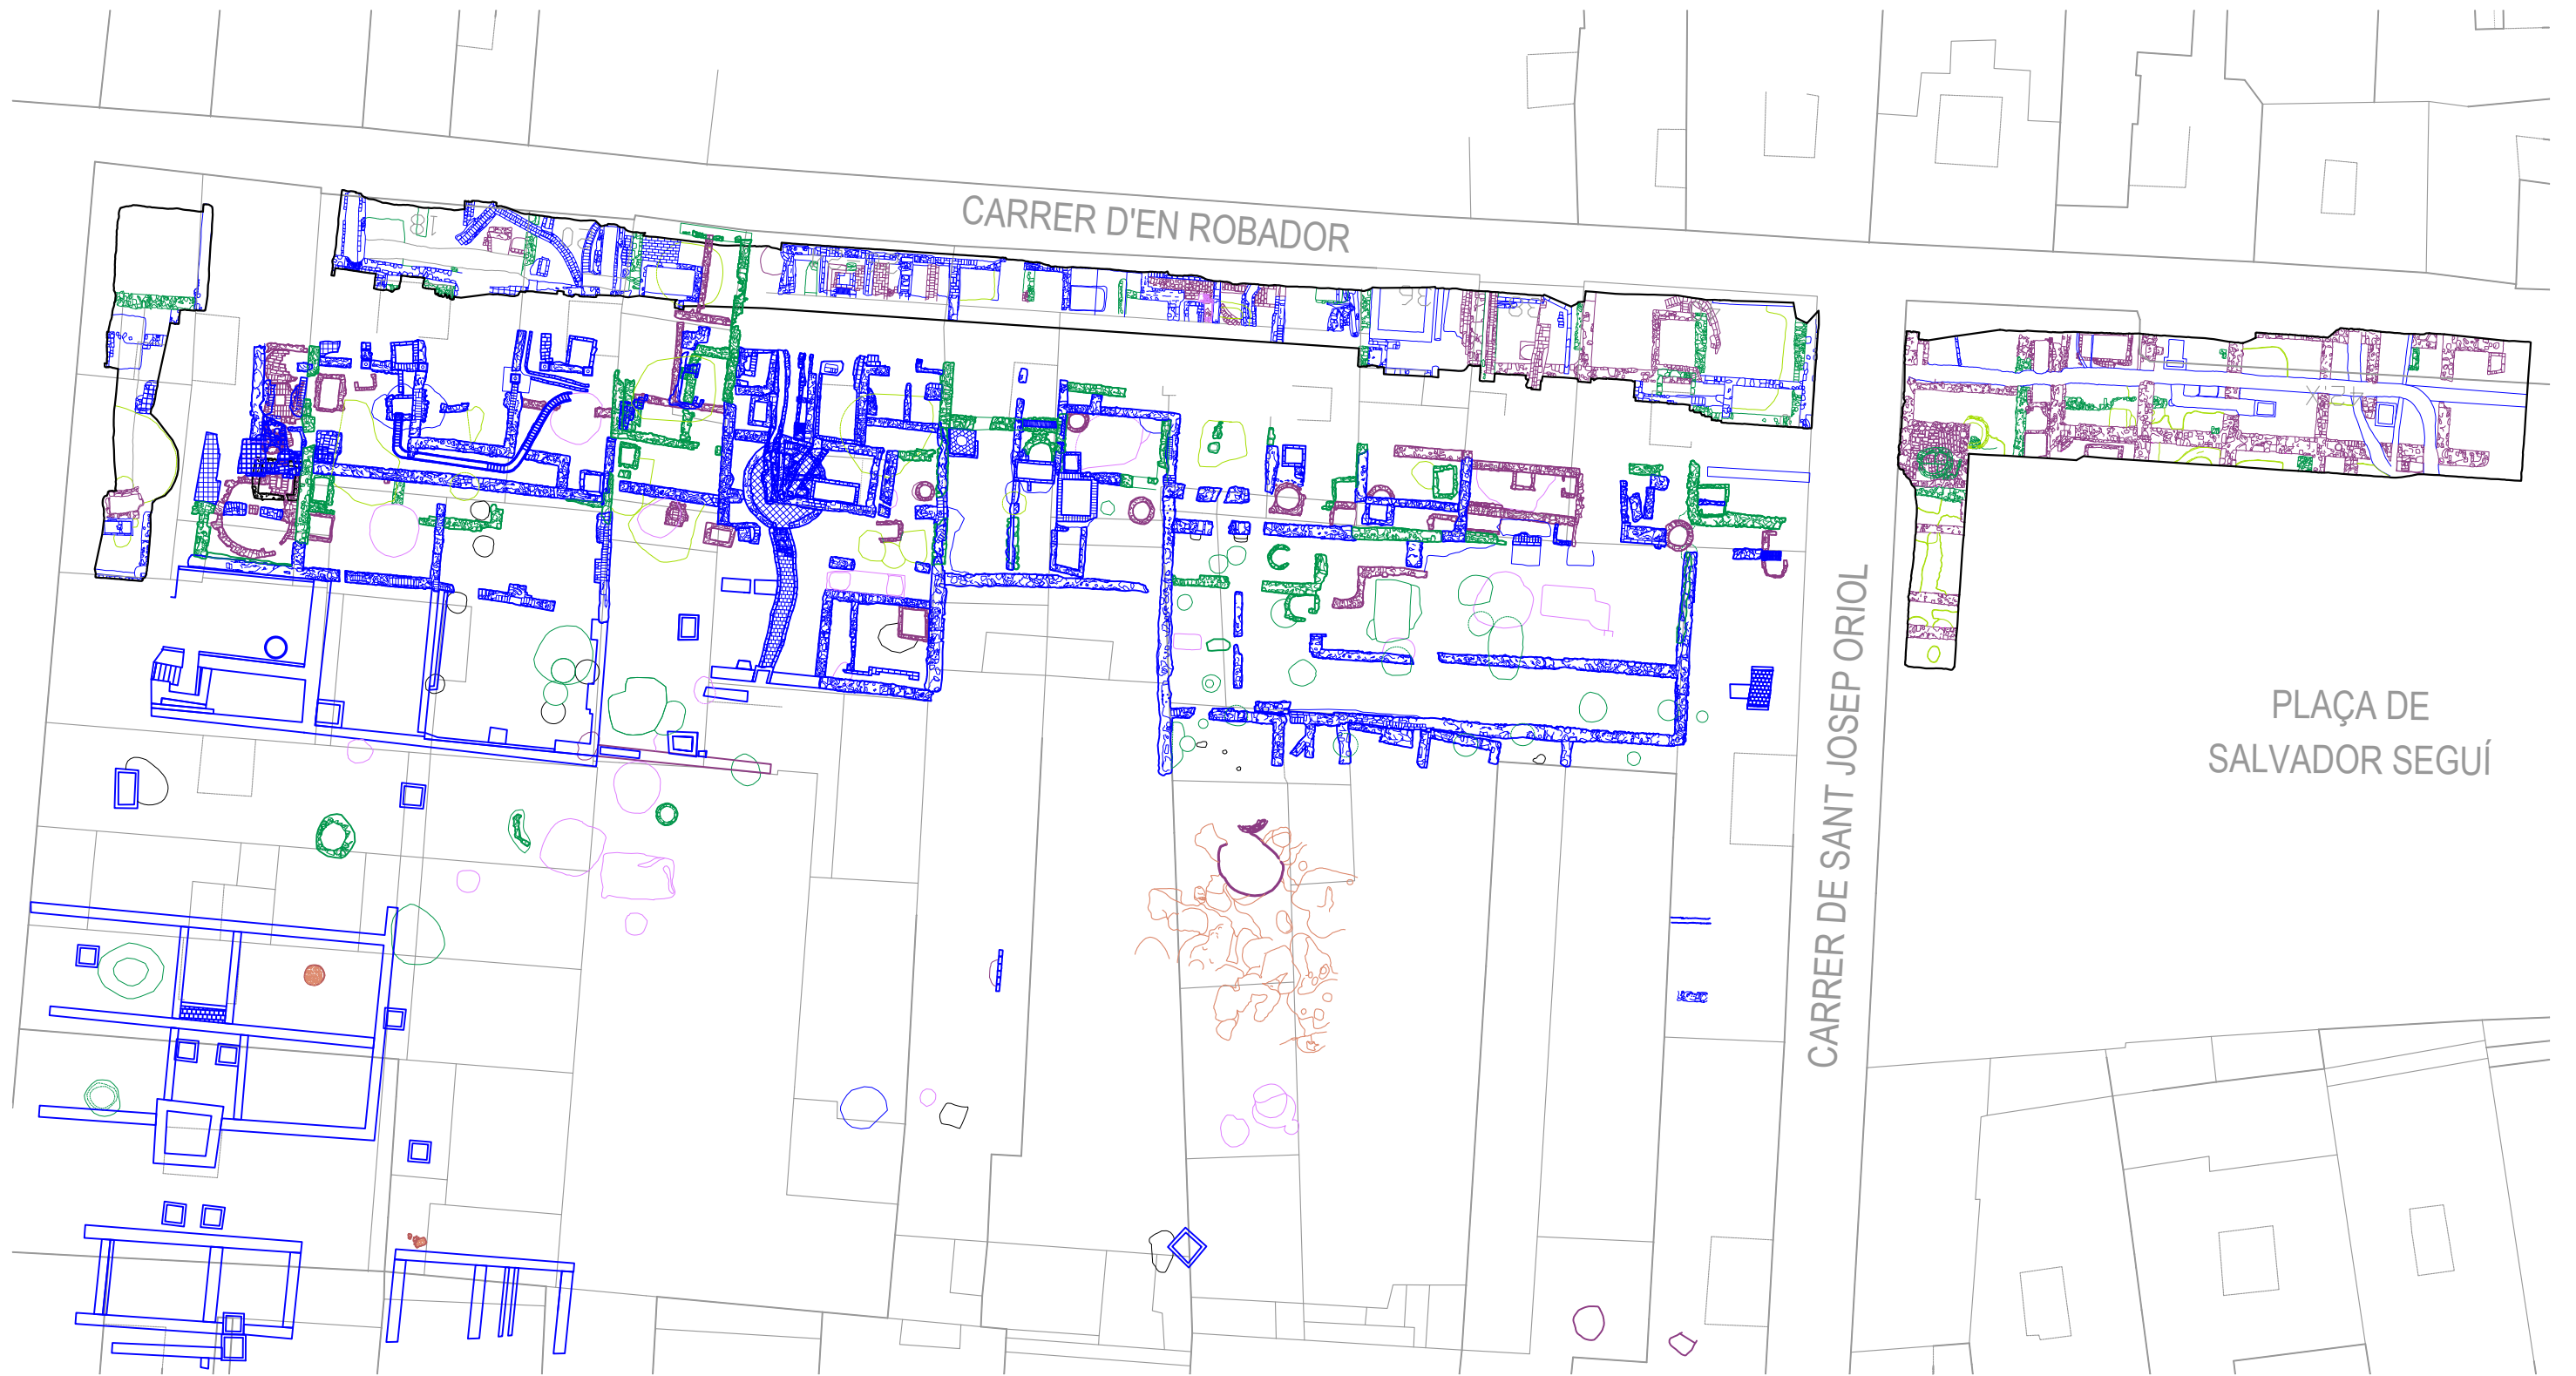 CARRER D'EN ROBADOR
CARRER DE SANT JOSEP ORIOL
PLAÇA DE
SALVADOR SEGUÍ